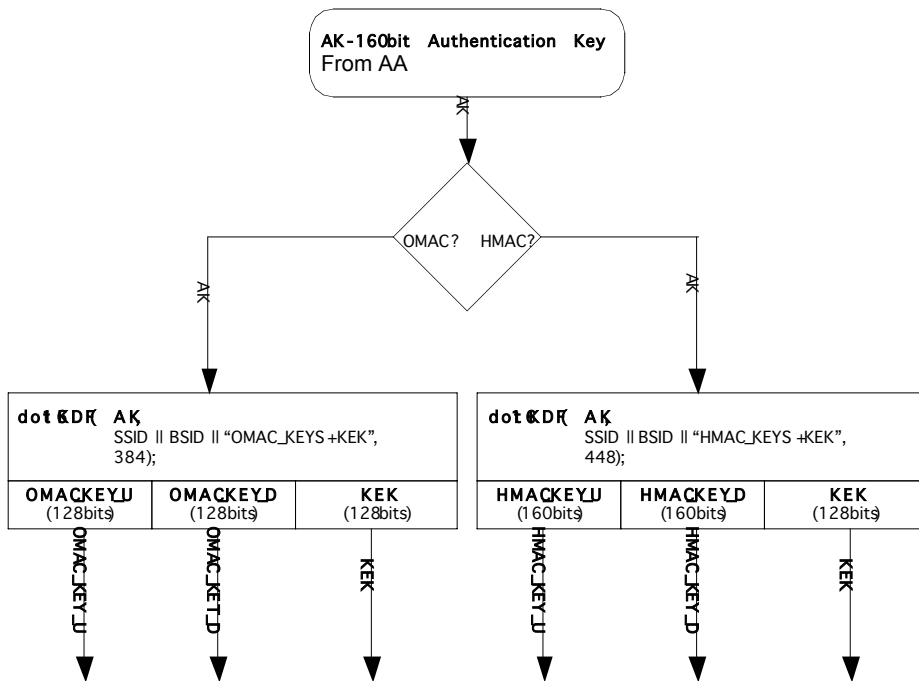 AK-160bit Authentication Key
From AA
AK
OMAC? HMAC?
AK
AK
dot16KDF( AK,
SSID || BSID || “OMAC_KEYS +KEK”,
384);
dot16KDF( AK,
SSID || BSID || “HMAC_KEYS +KEK”,
448);
OMAC_KEY_U
(128bits)
OMAC_KEY_D
(128bits)
KEK
(128bits)
HMAC_KEY_U
(160bits)
HMAC_KEY_D
(160bits)
KEK
(128bits)
OMAC_KEY_U
OMAC_KET_D
KEK
HMAC_KEY_U
HMAC_KEY_D
KEK